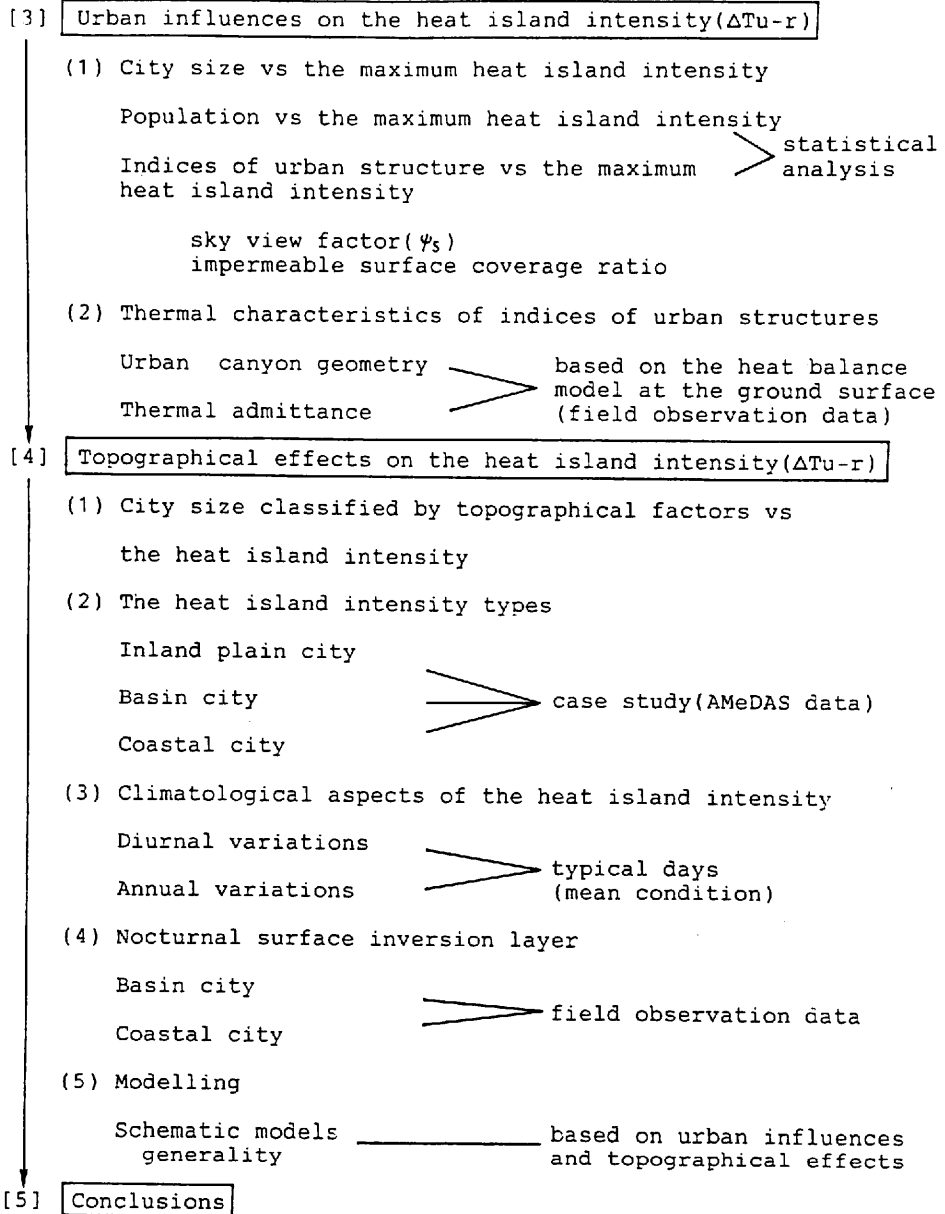 [3] Urban influences on the heat island intensity(ΔTu-r)
(1) City size vs the maximum heat island intensity
Population vs the maximum heat island intensity
Indices of urban structure vs the maximum
heat island intensity
statistical
analysis
sky view factor(ψs)
impermeable surface coverage ratio
(2) Thermal characteristics of indices of urban structures
Urban canyon geometry
Thermal admittance
based on the heat balance
model at the ground surface
(field observation data)
[4] Topographical effects on the heat island intensity(ΔTu-r)
(1) City size classified by topographical factors vs
the heat island intensity
(2) The heat island intensity types
Inland plain city
Basin city
Coastal city
case study(AMeDAS data)
(3) Climatological aspects of the heat island intensity
Diurnal variations
Annual variations
typical days
(mean condition)
(4) Nocturnal surface inversion layer
Basin city
Coastal city
field observation data
(5) Modelling
Schematic models
generality
based on urban influences
and topographical effects
[5] Conclusions